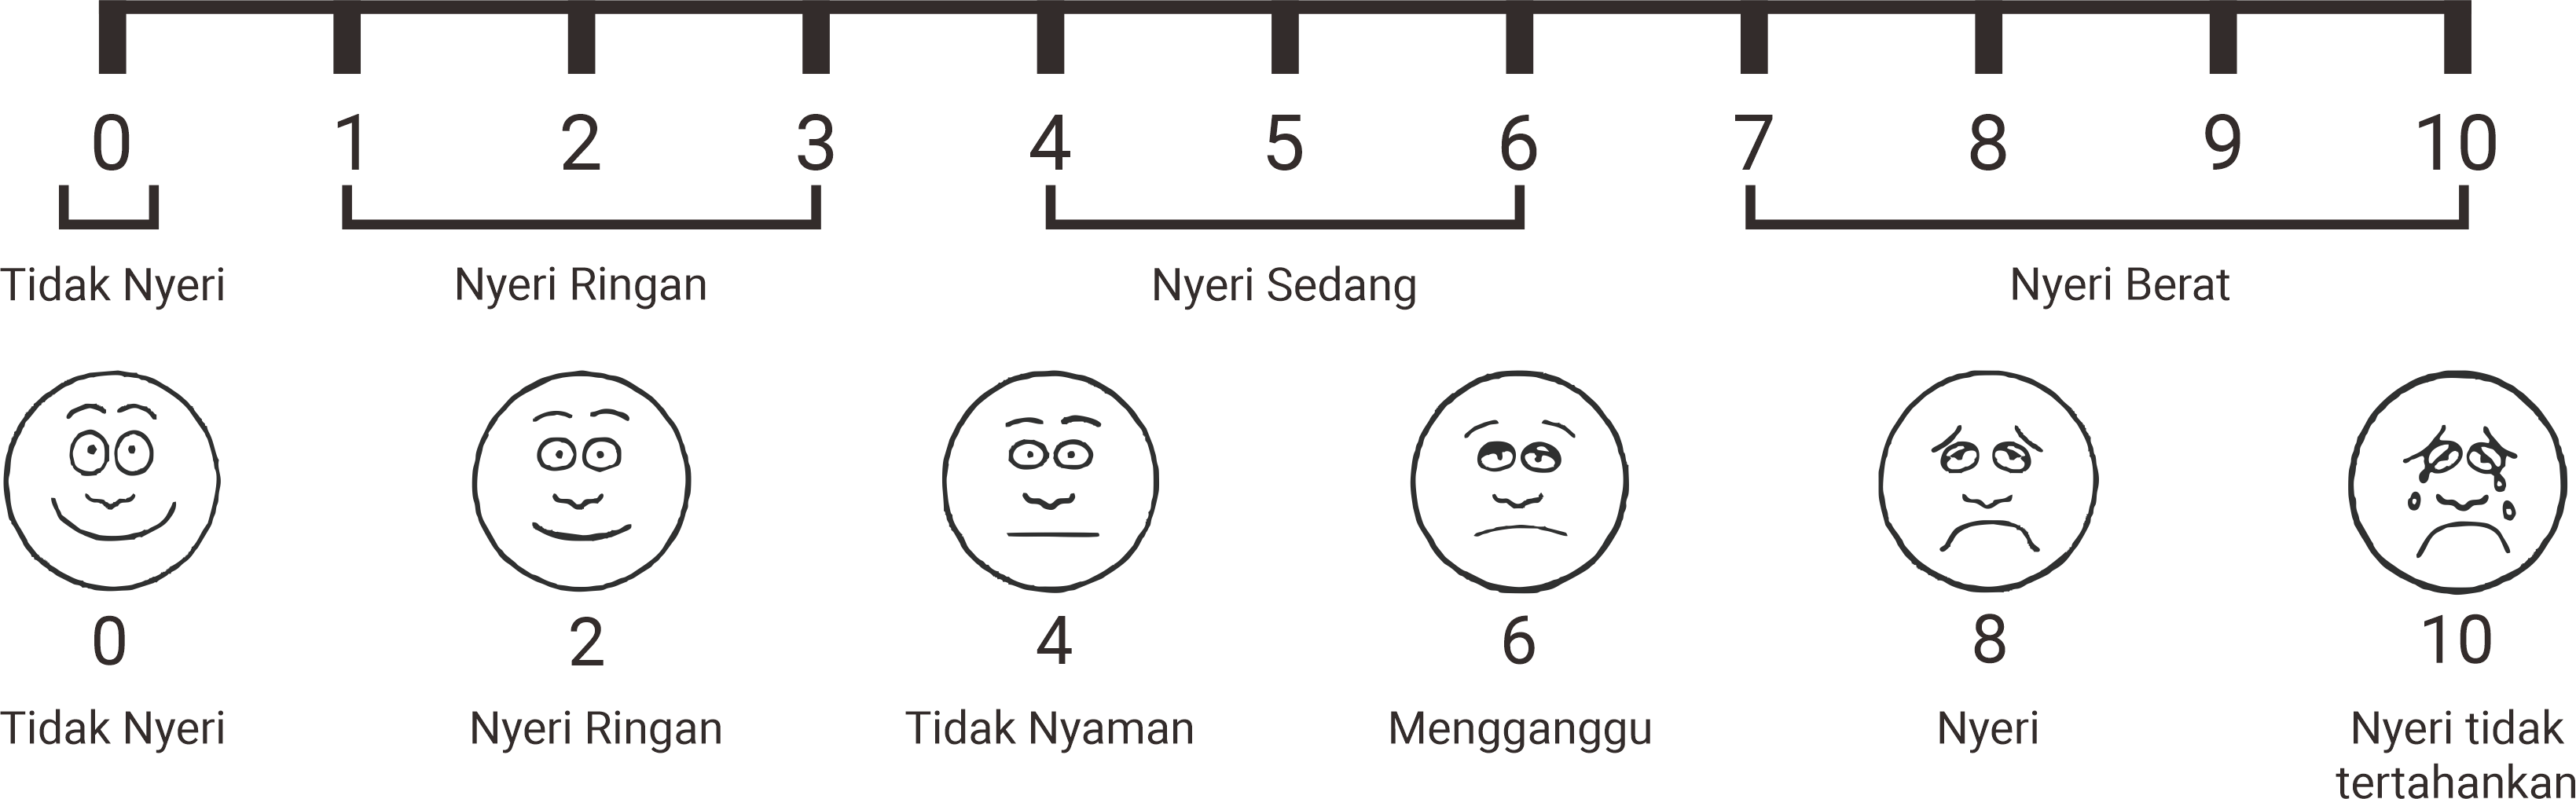 0 1 2 3 4 5 6 7 8 9 10
Tidak Nyeri Nyeri Ringan Nyeri Sedang Nyeri Berat
0 2 4 6 8 10
Tidak Nyeri Nyeri Ringan Tidak Nyaman Mengganggu Nyeri Nyeri tidak
tertahankan